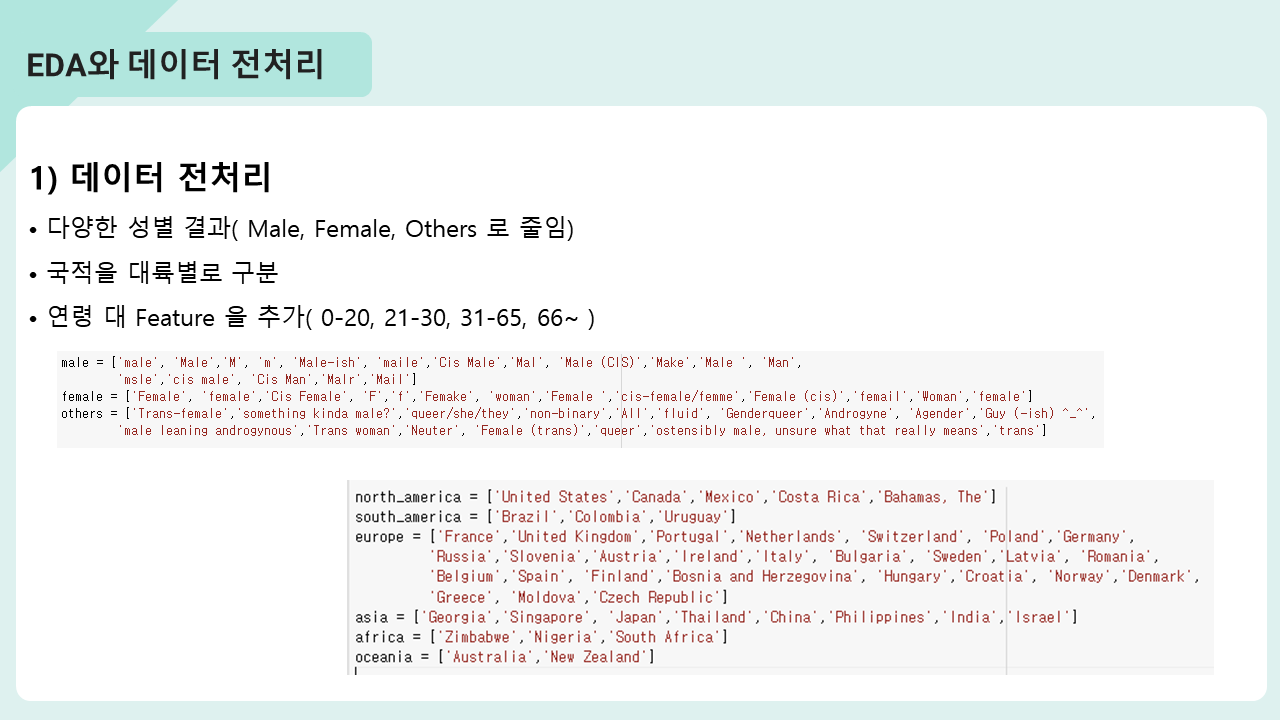 EDA와 데이터 전처리
1) 데이터 전처리
• 다양한 성별 결과( Male, Female, Others 로 줄임)
• 국적을 대륙별로 구분
• 연령 대 Feature 을 추가( 0-20, 21-30, 31-65, 66~ )
male = ['male', 'Male','M', 'm', 'Male-ish', 'maile','Cis Male','Mal', 'Male (CIS)','Make','Male ', 'Man',
'msle','cis male', 'Cis Man','Malr','Mail']
female = ['Female', 'female','Cis Female', 'F','f','Femake', 'woman','Female ','cis-female/femme','Female (cis)','femail','Woman','female']
others = ['Trans-female','something kinda male?','queer/she/they','non-binary','All','fluid', 'Genderqueer','Androgyne', 'Agender','Guy (-ish) ^_^',
'male leaning androgynous','Trans woman','Neuter', 'Female (trans)','queer','ostensibly male, unsure what that really means','trans']
north_america = ['United States','Canada','Mexico','Costa Rica','Bahamas, The']
south_america = ['Brazil','Colombia','Uruguay']
europe = ['France','United Kingdom','Portugal','Netherlands', 'Switzerland', 'Poland','Germany',
'Russia','Slovenia','Austria','Ireland','Italy', 'Bulgaria', 'Sweden','Latvia', 'Romania',
'Belgium','Spain', 'Finland','Bosnia and Herzegovina', 'Hungary','Croatia', 'Norway','Denmark',
'Greece', 'Moldova','Czech Republic']
asia = ['Georgia','Singapore', 'Japan','Thailand','China','Philippines','India','Israel']
africa = ['Zimbabwe','Nigeria','South Africa']
oceania = ['Australia','New Zealand']